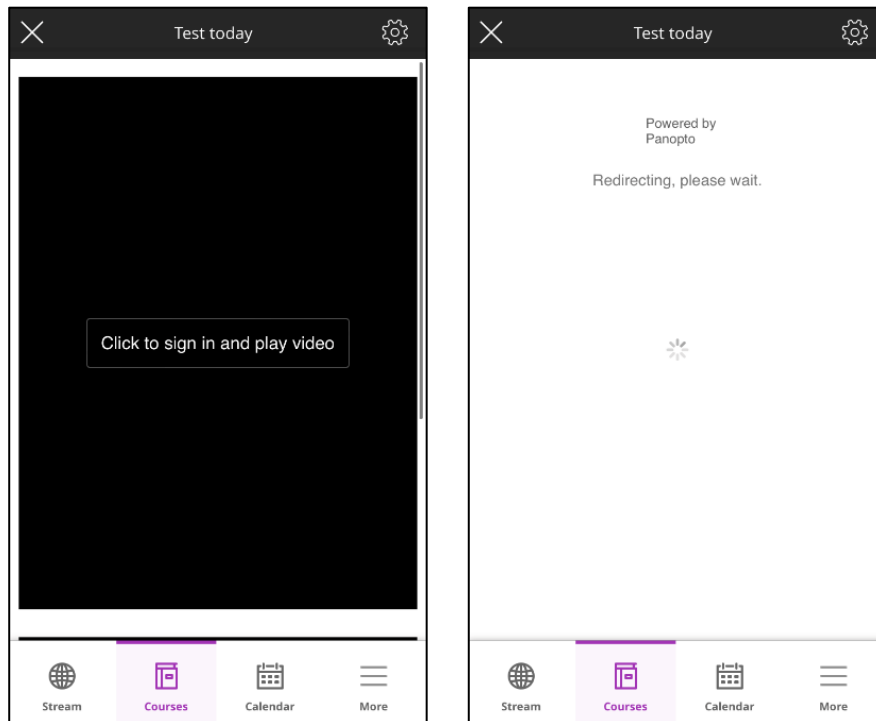 Test today
Click to sign in and play video
Stream Courses Calendar More
Test today
Powered by
Panopto
Redirecting, please wait.
Stream Courses Calendar More